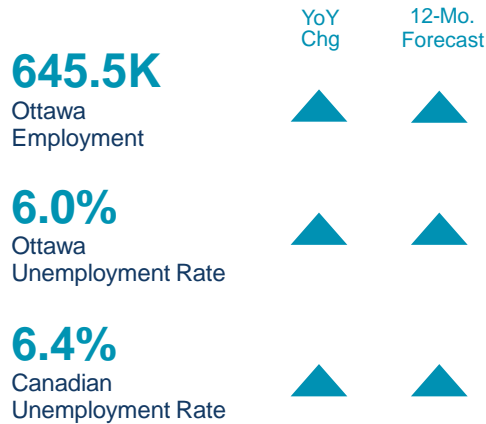 YoY
Chg
12-Mo.
Forecast
645.5K
Ottawa
Employment
6.0%
Ottawa
Unemployment Rate
6.4%
Canadian
Unemployment Rate